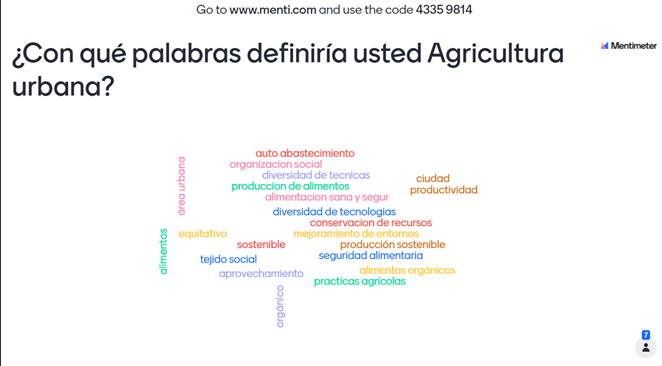 Go to www.menti.com and use the code 4335 9814
¿Con qué palabras definiría usted Agricultura
urbana?
Mentimeter
auto abastecimiento
organizacion social
diversidad de tecnicas
produccion de alimentos
alimentacion sana y segur
área urbana
ciudad
productividad
diversidad de tecnologias
conservacion de recursos
equitativo
mejoramiento de entornos
sostenible
producción sostenible
alimentos
tejido social
seguridad alimentaria
aprovechamiento
alimentos orgánicos
practicas agrícolas
orgánico
7